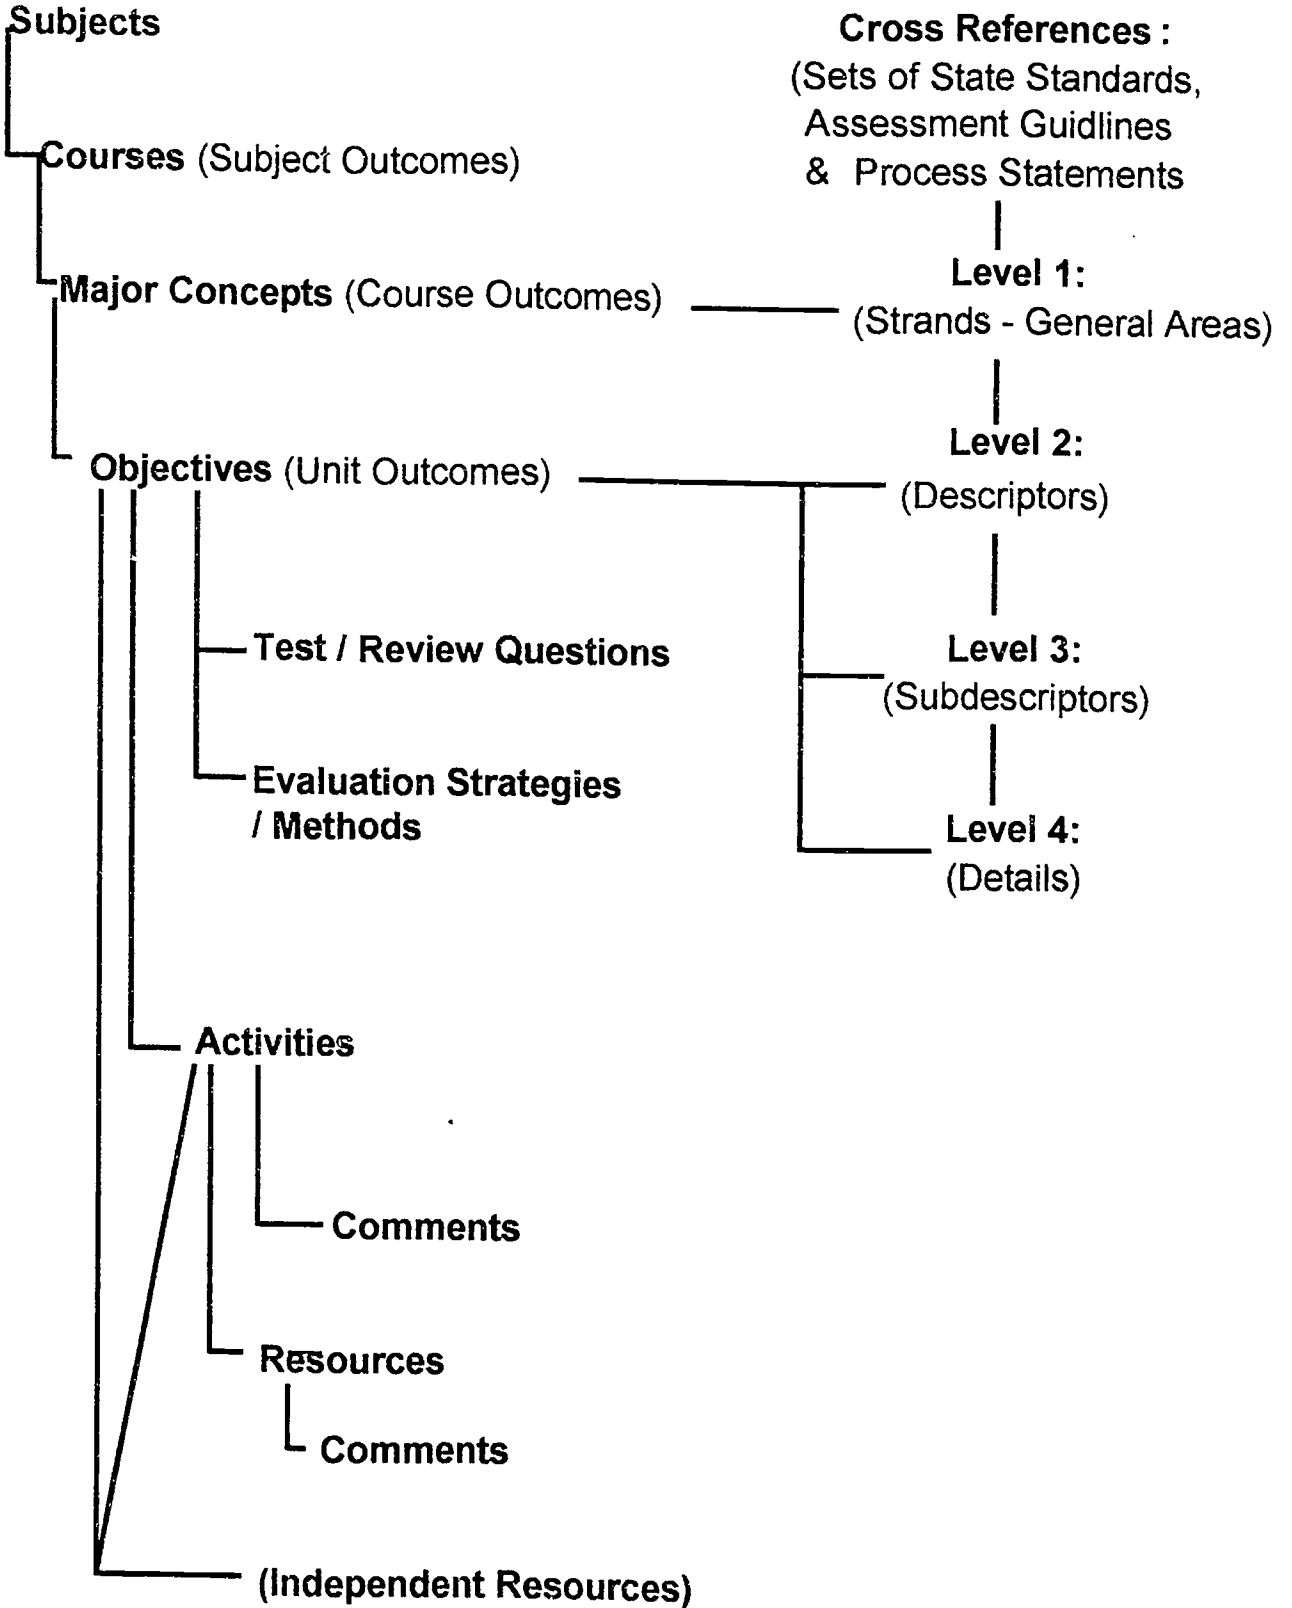 Subjects
Courses (Subject Outcomes)
Major Concepts (Course Outcomes)
Objectives (Unit Outcomes)
Test / Review Questions
Evaluation Strategies
/ Methods
Activities
Comments
Resources
Comments
(Independent Resources)
Cross References :
(Sets of State Standards,
Assessment Guidlines
& Process Statements
Level 1:
(Strands - General Areas)
Level 2:
(Descriptors)
Level 3:
(Subdescriptors)
Level 4:
(Details)